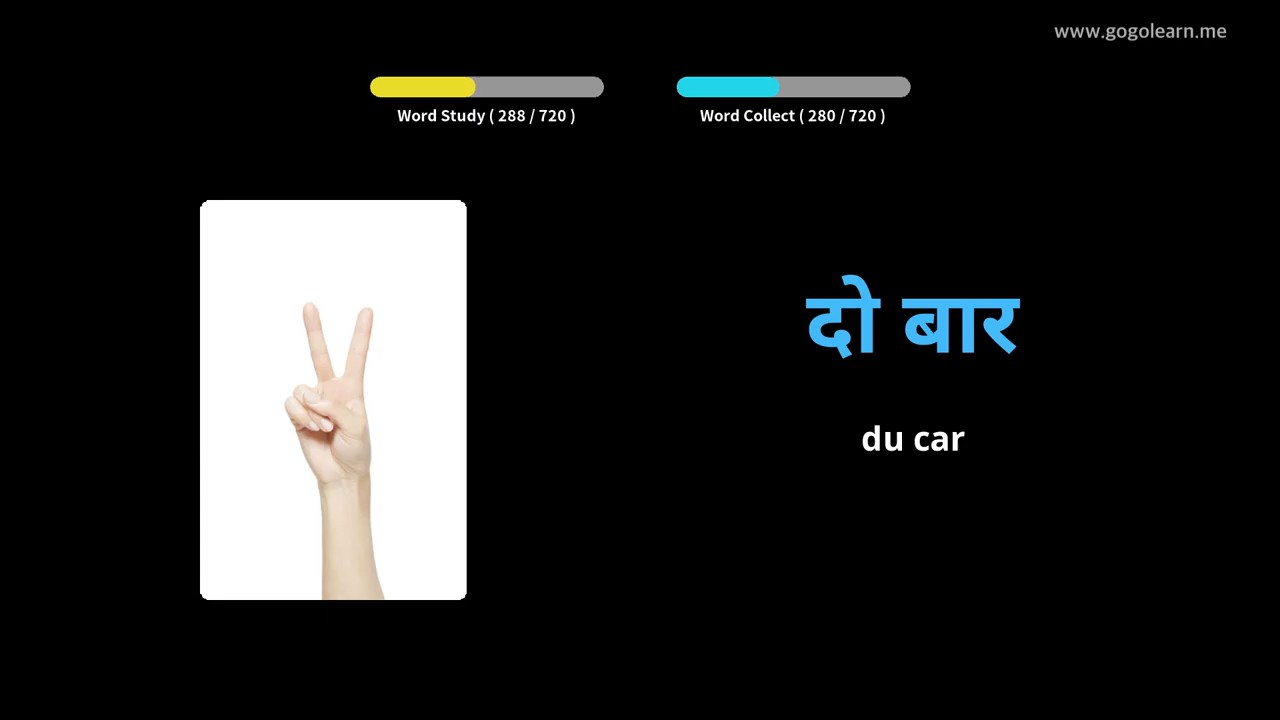 www.gogolearn.me
Word Study ( 288 / 720 )
Word Collect ( 280 / 720 )
दो बार
du car